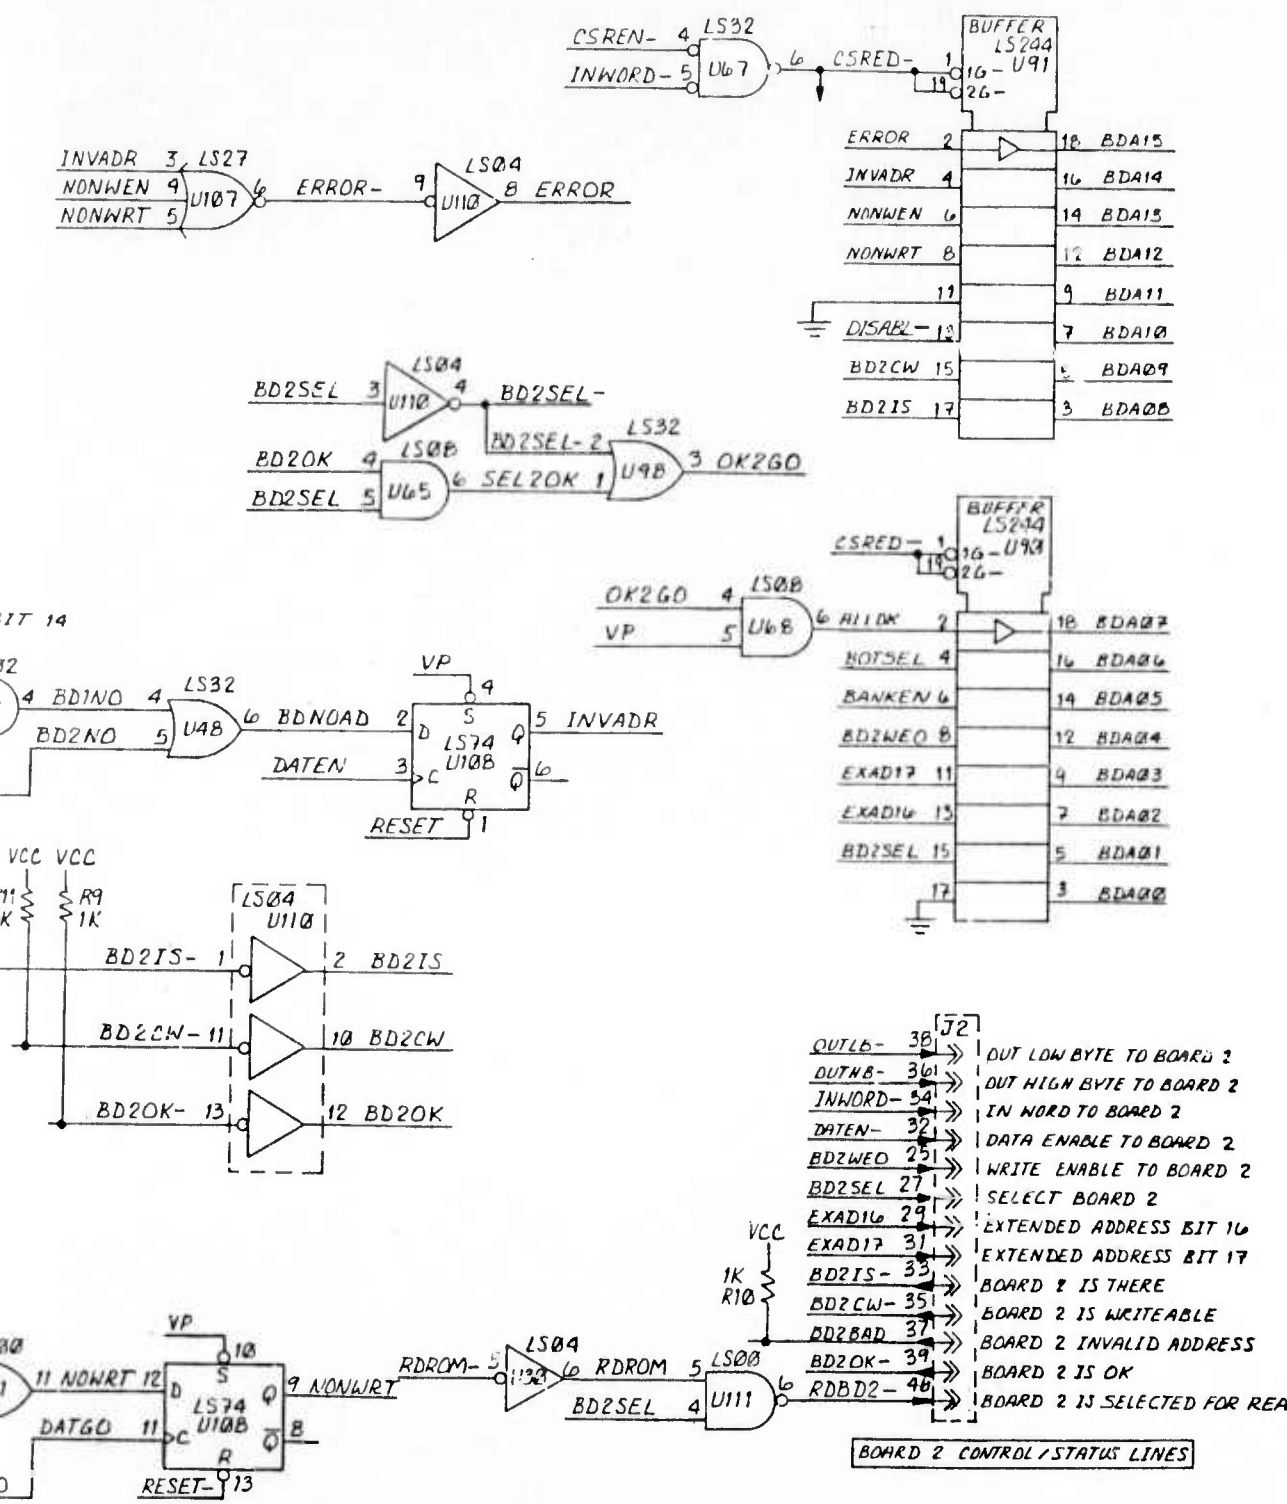 CSREN- 4 LS32
INWORD- 5 U67 6 CSRED-
BUFFER
LS244
U91
1 1G-
19 2G-
ERROR 2 18 BDA15
INVADR 4 16 BDA14
NONWEN 6 14 BDA13
NONWRT 8 12 BDA12
11 9 BDA11
DISABL- 13 7 BDA10
BD2CW 15 5 BDA09
BD2IS 17 3 BDA08
INVADR 3 LS27
NONWEN 4 U107 6 ERROR- 9 LS04 U110 8 ERROR
NONWRT 5
BD2SEL 3 LS04 U110 4 BD2SEL-
BD2SEL- 2 LS32
BD2OK 4 LS08
BD2SEL 5 U65 6 SEL2OK 1 U98 3 OK2GO
BUFFER
LS244
U90
CSRED- 1 1G-
19 2G-
OK2GO 4 LS08
VP 5 U68 6 ALLOK 2 18 BDA07
BOTSEL 4 16 BDA06
BANKEN 6 14 BDA05
BD2WEO 8 12 BDA04
EXAD17 11 9 BDA03
EXAD16 13 7 BDA02
BD2SEL 15 5 BDA01
17 3 BDA00
BIT 14
4 BD1NO 4 LS32
BD2NO 5 U48 6 BDNOAD 2 D
VP 4
S
LS74
U108
Q 5 INVADR
DATEN 3 C
Q 6
R
RESET 1
VCC VCC
R9
1K
LS04
U110
BD2IS- 1 2 BD2IS
BD2CW- 11 10 BD2CW
BD2OK- 13 12 BD2OK
J2
OUTLB- 38 OUT LOW BYTE TO BOARD 2
OUTHB- 36 OUT HIGH BYTE TO BOARD 2
INWORD- 34 IN WORD TO BOARD 2
DATEN- 32 DATA ENABLE TO BOARD 2
BD2WEO 25 WRITE ENABLE TO BOARD 2
BD2SEL 27 SELECT BOARD 2
EXAD16 29 EXTENDED ADDRESS BIT 16
EXAD17 31 EXTENDED ADDRESS BIT 17
BD2IS- 33 BOARD 2 IS THERE
BD2CW- 35 BOARD 2 IS WRITEABLE
BD2BAD 37 BOARD 2 INVALID ADDRESS
BD2OK- 39 BOARD 2 IS OK
RDBD2- 40 BOARD 2 IS SELECTED FOR REA
VCC
1K
R10
VP 10
S
11 NOWRT 12 D
LS74
U108
Q 9 NONWRT
DATGO 11 C
Q 8
R
RESET- 13
RDROM- 5 LS04 6 RDROM 5 LS00
BD2SEL 4 U111 6
BOARD 2 CONTROL/STATUS LINES